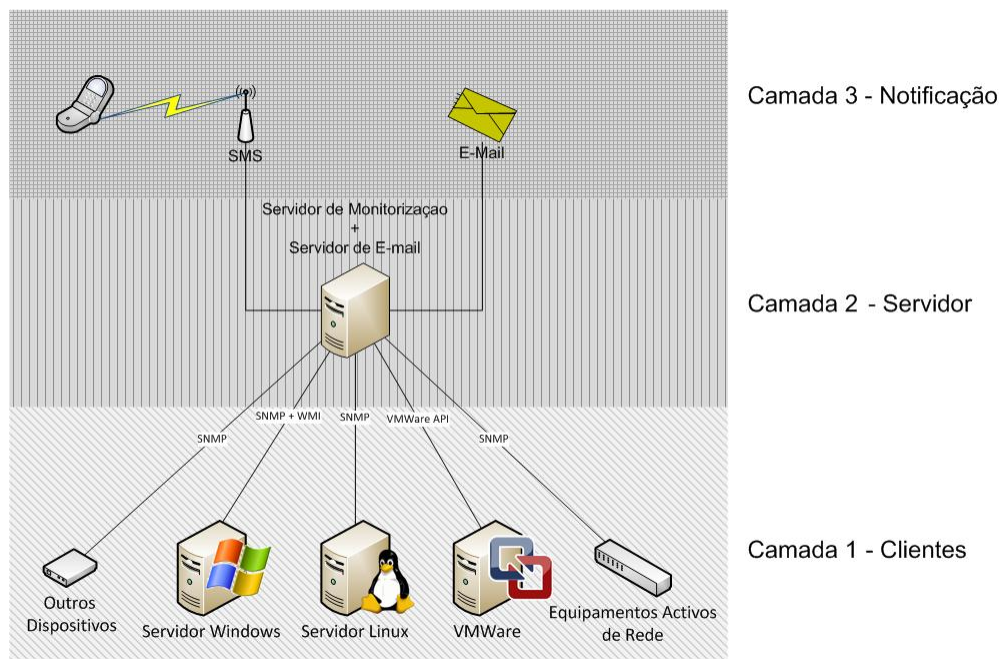 Camada 3 - Notificação
SMS
E-Mail
Servidor de Monitorizaçao
+
Servidor de E-mail
Camada 2 - Servidor
SNMP
SNMP + WMI
SNMP
VMWare API
SNMP
Camada 1 - Clientes
Outros
Dispositivos
Servidor Windows
Servidor Linux
VMWare
Equipamentos Activos
de Rede